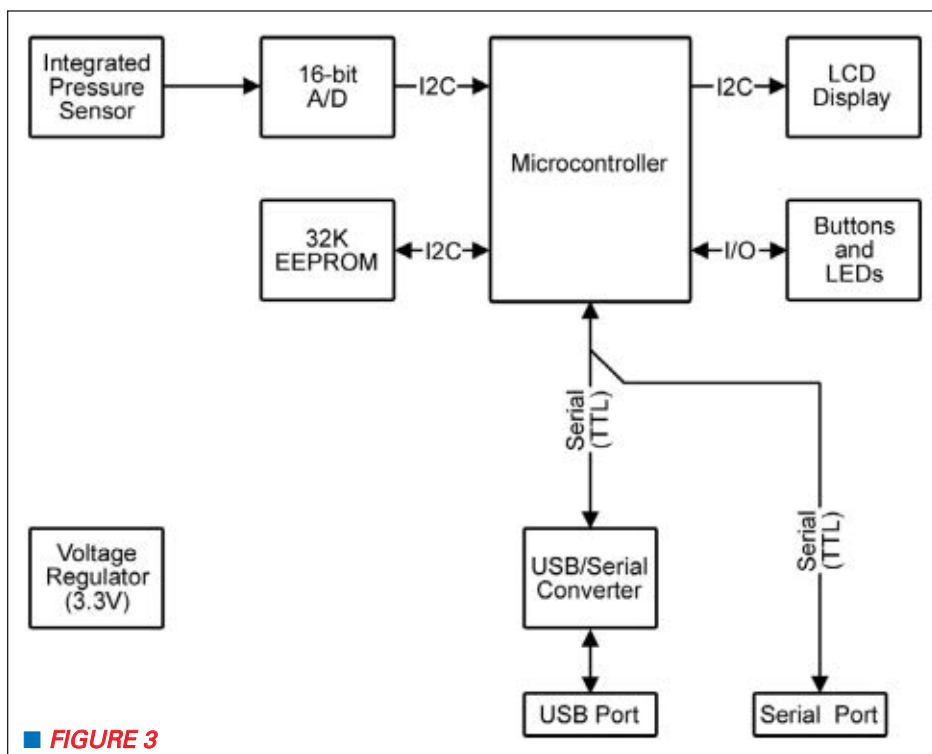 Integrated
Pressure
Sensor
16-bit
A/D
I2C
Microcontroller
I2C
LCD
Display
32K
EEPROM
I2C
I/O
Buttons
and
LEDs
Serial
(TTL)
Serial
(TTL)
Voltage
Regulator
(3.3V)
USB/Serial
Converter
USB Port
Serial Port
■ FIGURE 3